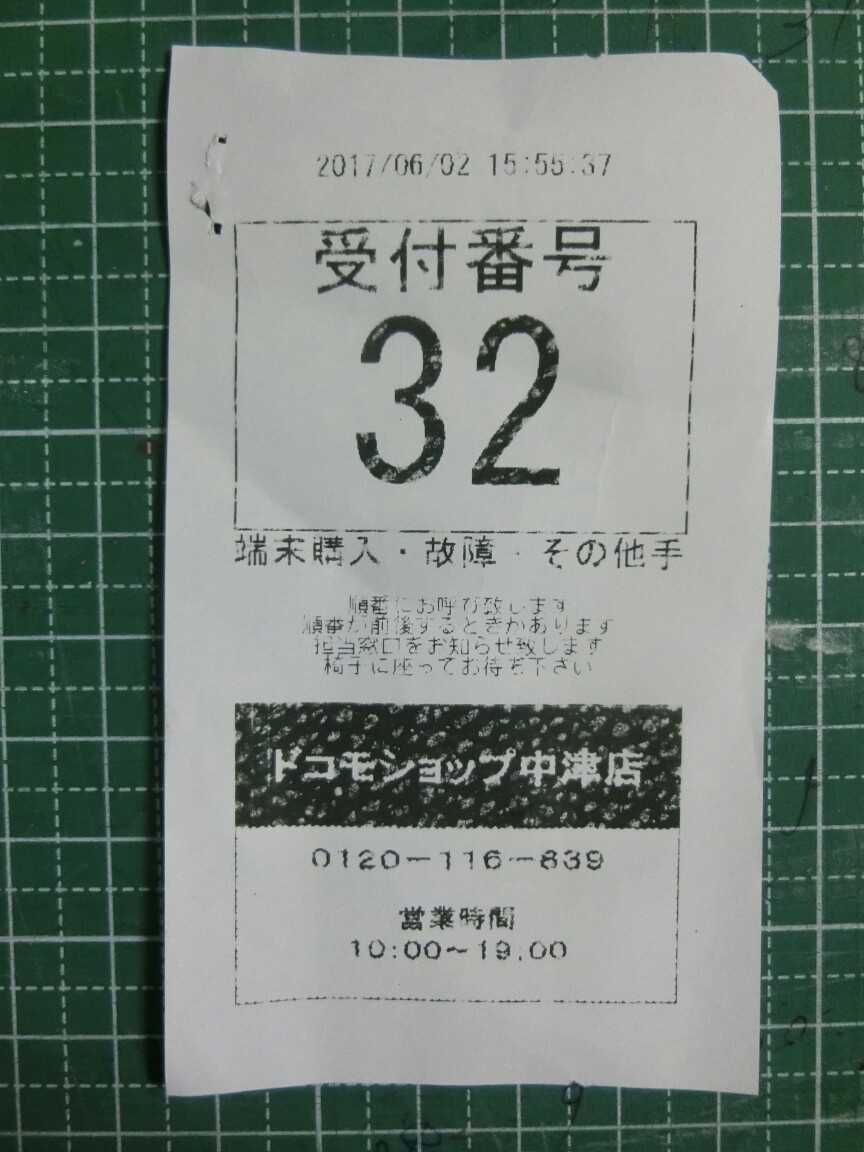 2017/06/02 15:55:37
受付番号
32
端末購入・故障・その他手
順番にお呼び致します
順番が前後するときがあります
担当窓口をお知らせ致します
椅子に座ってお待ち下さい
ドコモショップ中津店
0120-116-839
営業時間
10:00~19:00